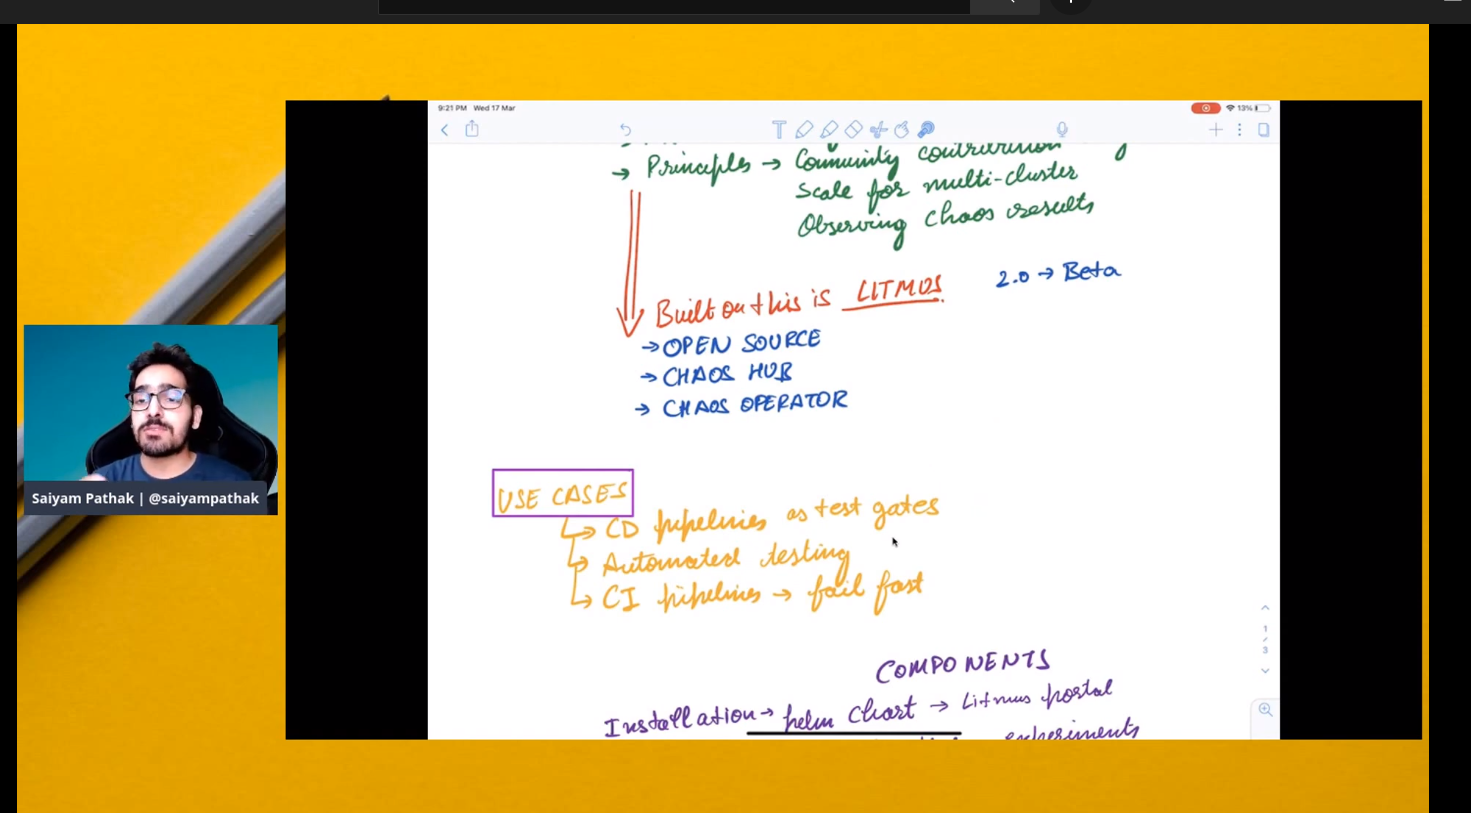 9:21 PM Wed 17 Mar
13%
→ Principles → Community contribution
Scale for multi-cluster
Observing Chaos results
2.0 → Beta
Built on this is LITMUS
→ OPEN SOURCE
→ CHAOS HUB
→ CHAOS OPERATOR
Saiyam Pathak | @saiyampathak
USE CASES
CD pipelines as test gates
Automated testing
CI pipelines → fail fast
1
/
3
COMPONENTS
Installation → helm Chart → Litmus portal
experiments